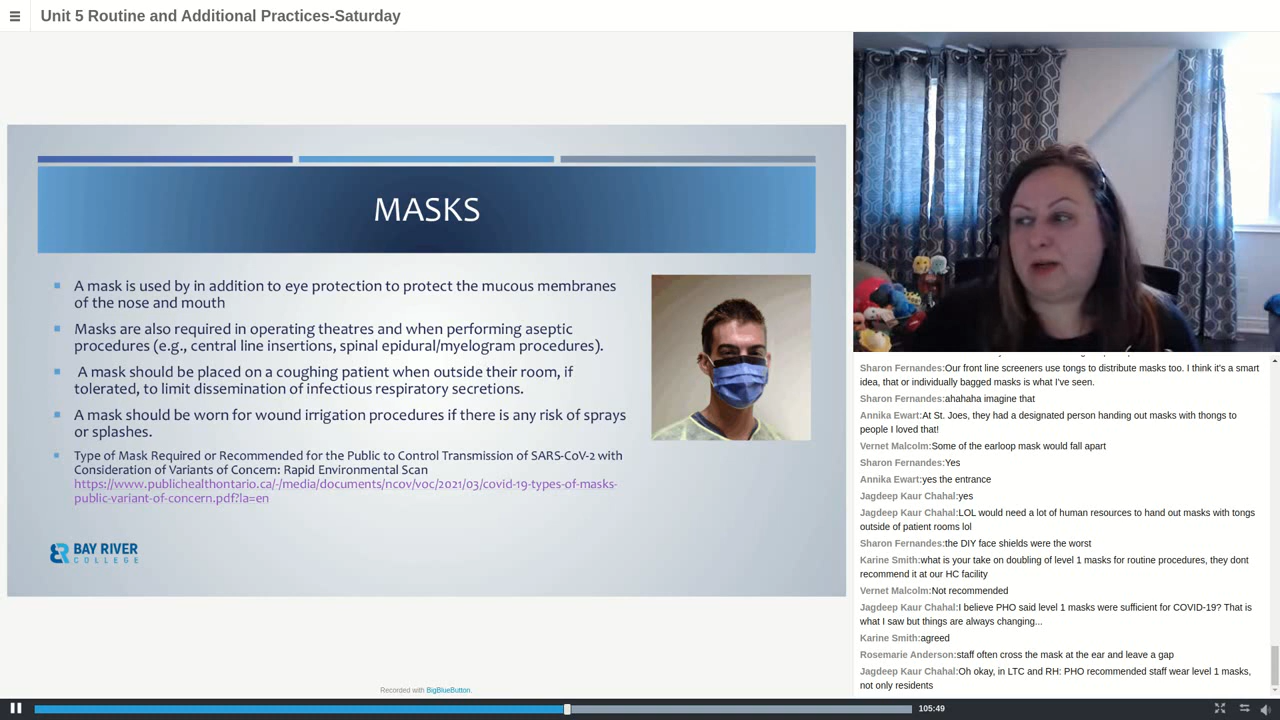 Unit 5 Routine and Additional Practices-Saturday
MASKS
A mask is used by in addition to eye protection to protect the mucous membranes
of the nose and mouth
Masks are also required in operating theatres and when performing aseptic
procedures (e.g., central line insertions, spinal epidural/myelogram procedures).
A mask should be placed on a coughing patient when outside their room, if
tolerated, to limit dissemination of infectious respiratory secretions.
A mask should be worn for wound irrigation procedures if there is any risk of sprays
or splashes.
Type of Mask Required or Recommended for the Public to Control Transmission of SARS-CoV-2 with
Consideration of Variants of Concern: Rapid Environmental Scan
https://www.publichealthontario.ca/-/media/documents/ncov/voc/2021/03/covid-19-types-of-masks-
public-variant-of-concern.pdf?la=en
BAY RIVER
COLLEGE
Sharon Fernandes:Our front line screeners use tongs to distribute masks too. I think it's a smart
idea, that or individually bagged masks is what I've seen.
Sharon Fernandes:ahahaha imagine that
Annika Ewart:At St. Joes, they had a designated person handing out masks with thongs to
people I loved that!
Vernet Malcolm:Some of the earloop mask would fall apart
Sharon Fernandes:Yes
Annika Ewart:yes the entrance
Jagdeep Kaur Chahal:yes
Jagdeep Kaur Chahal:LOL would need a lot of human resources to hand out masks with tongs
outside of patient rooms lol
Sharon Fernandes:the DIY face shields were the worst
Karine Smith:what is your take on doubling of level 1 masks for routine procedures, they dont
recommend it at our HC facility
Vernet Malcolm:Not recommended
Jagdeep Kaur Chahal:I believe PHO said level 1 masks were sufficient for COVID-19? That is
what I saw but things are always changing...
Karine Smith:agreed
Rosemarie Anderson:staff often cross the mask at the ear and leave a gap
Jagdeep Kaur Chahal:Oh okay, in LTC and RH: PHO recommended staff wear level 1 masks,
not only residents
Recorded with BigBlueButton.
105:49